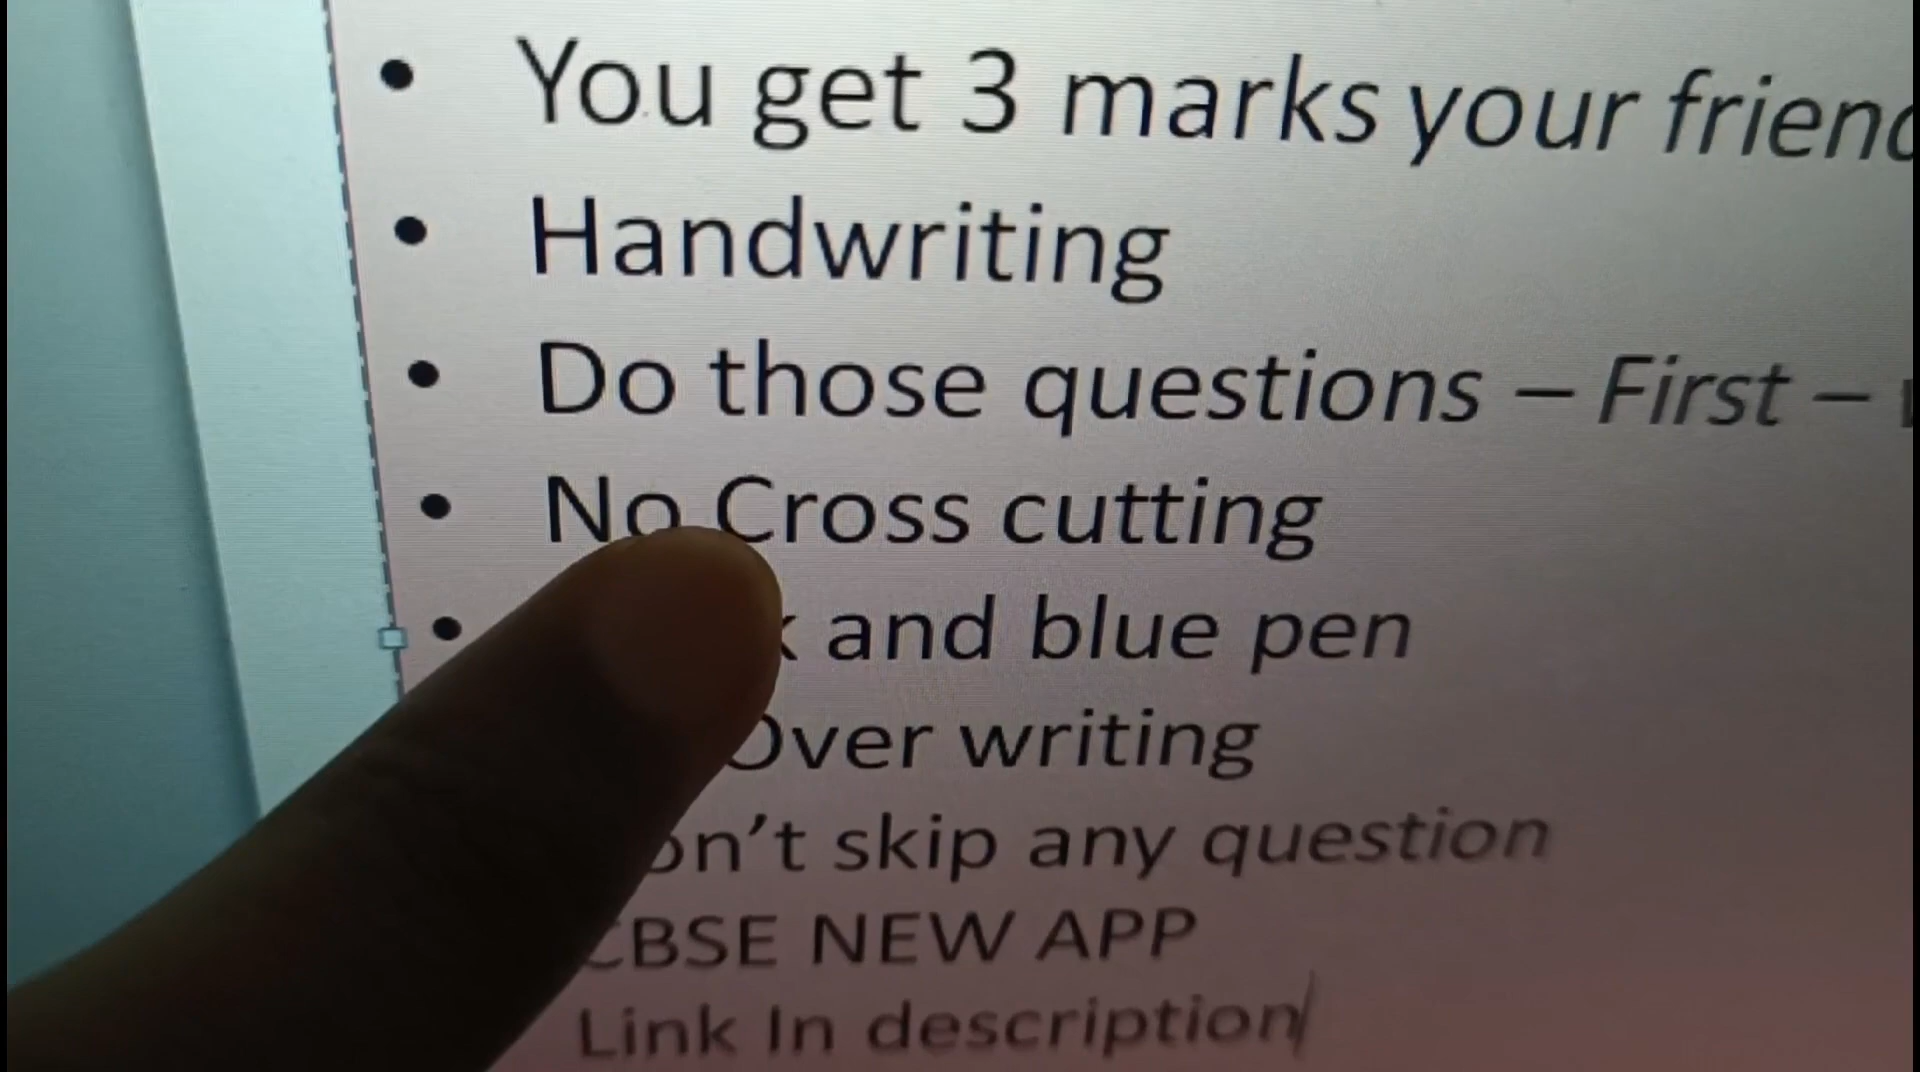 • You get 3 marks your
• Handwriting
• Do those questions – First –
• No Cross cutting
• and blue pen
Over writing
skip any question
CBSE NEW APP
Link In description